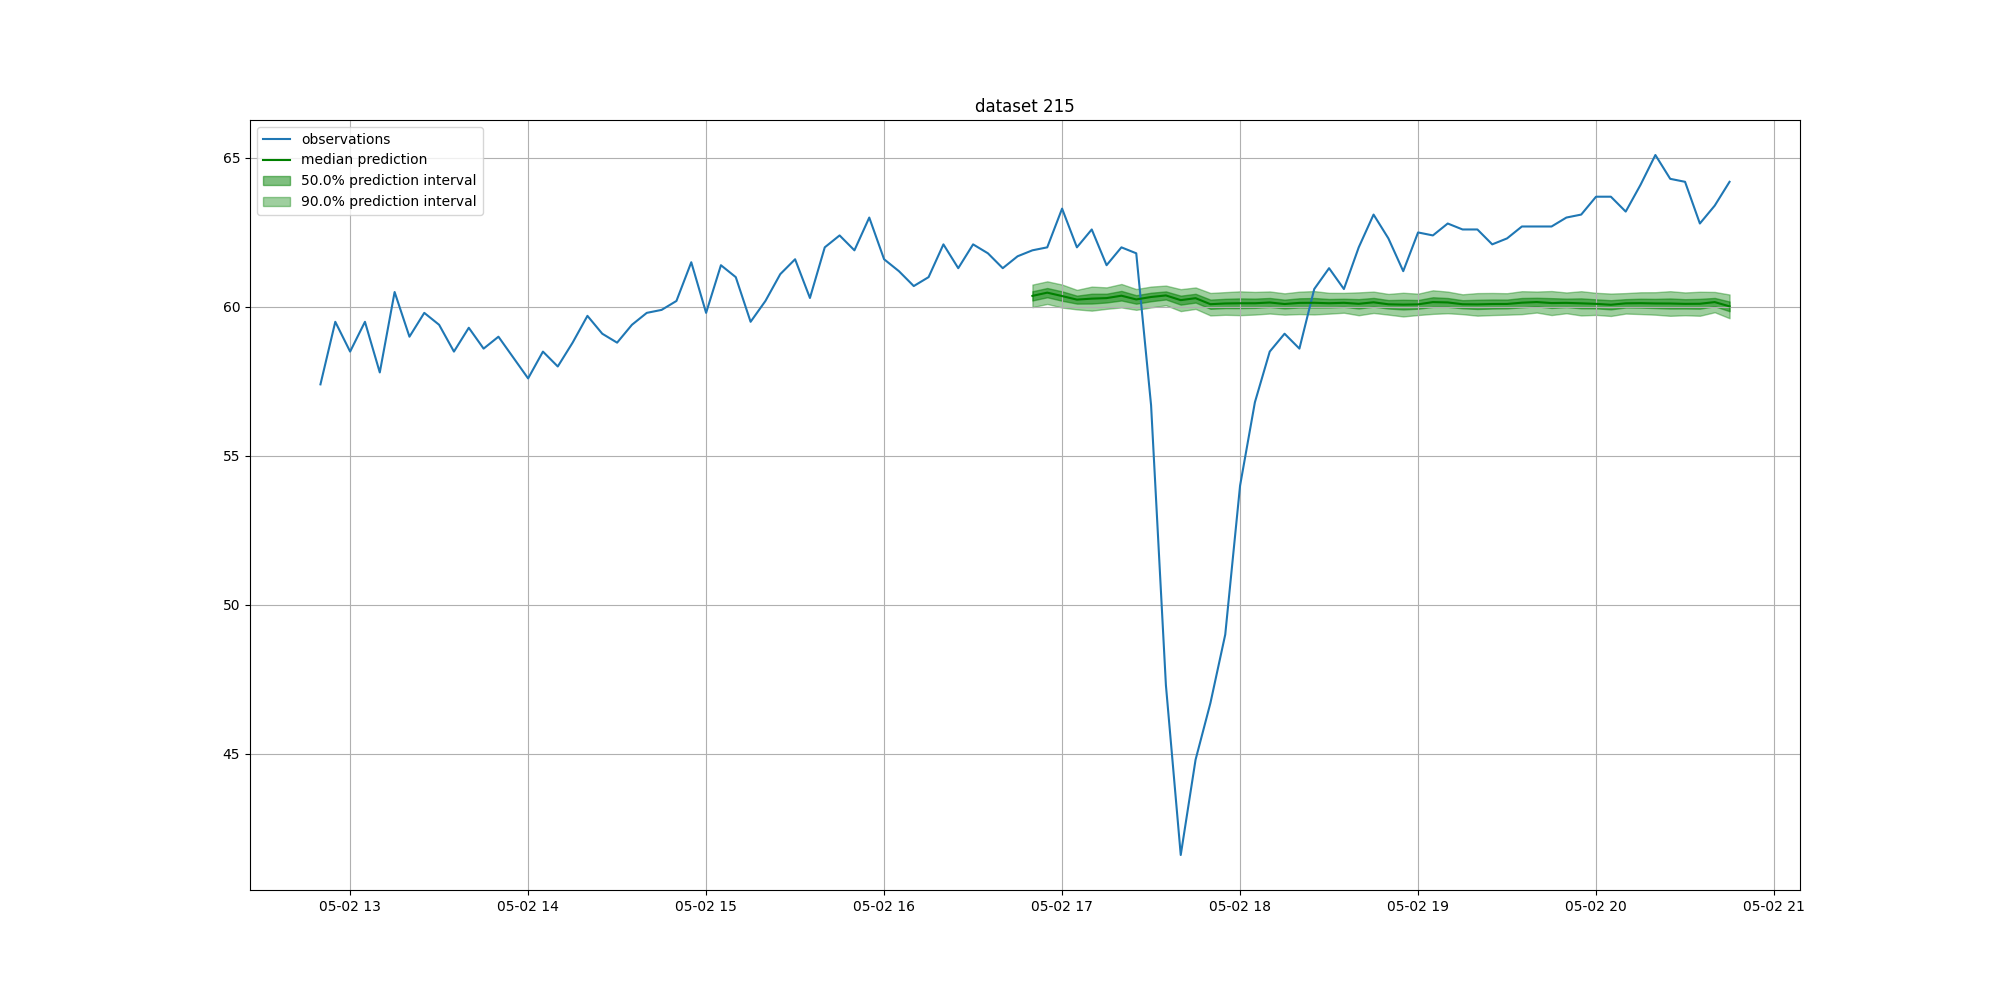 dataset 215
observations
median prediction
50.0% prediction interval
90.0% prediction interval
65
60
55
50
45
05-02 13
05-02 14
05-02 15
05-02 16
05-02 17
05-02 18
05-02 19
05-02 20
05-02 21